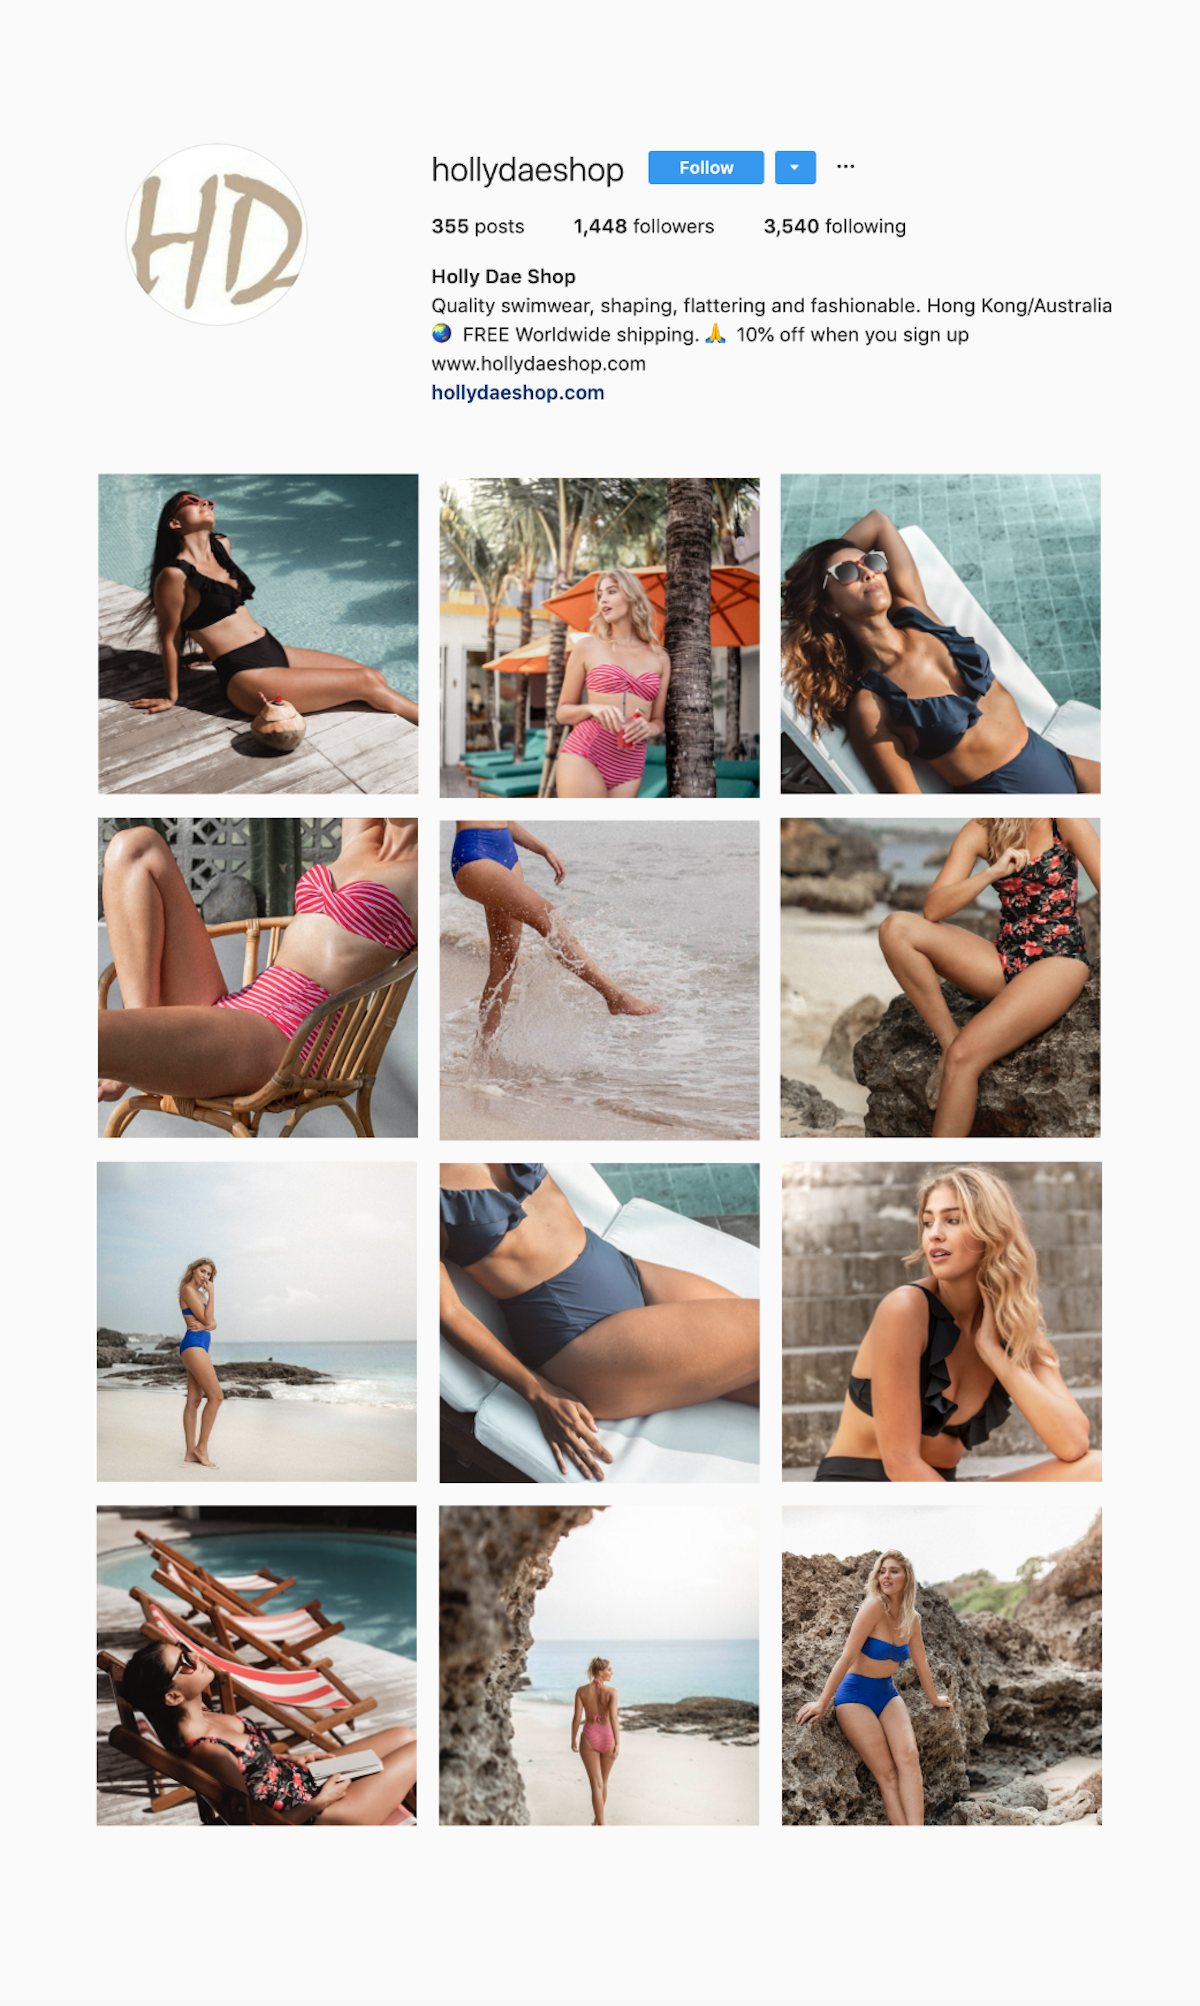 HD
hollydaeshop Follow
355 posts 1,448 followers 3,540 following
Holly Dae Shop
Quality swimwear, shaping, flattering and fashionable. Hong Kong/Australia
🌏 FREE Worldwide shipping. 🙏 10% off when you sign up
www.hollydaeshop.com
hollydaeshop.com